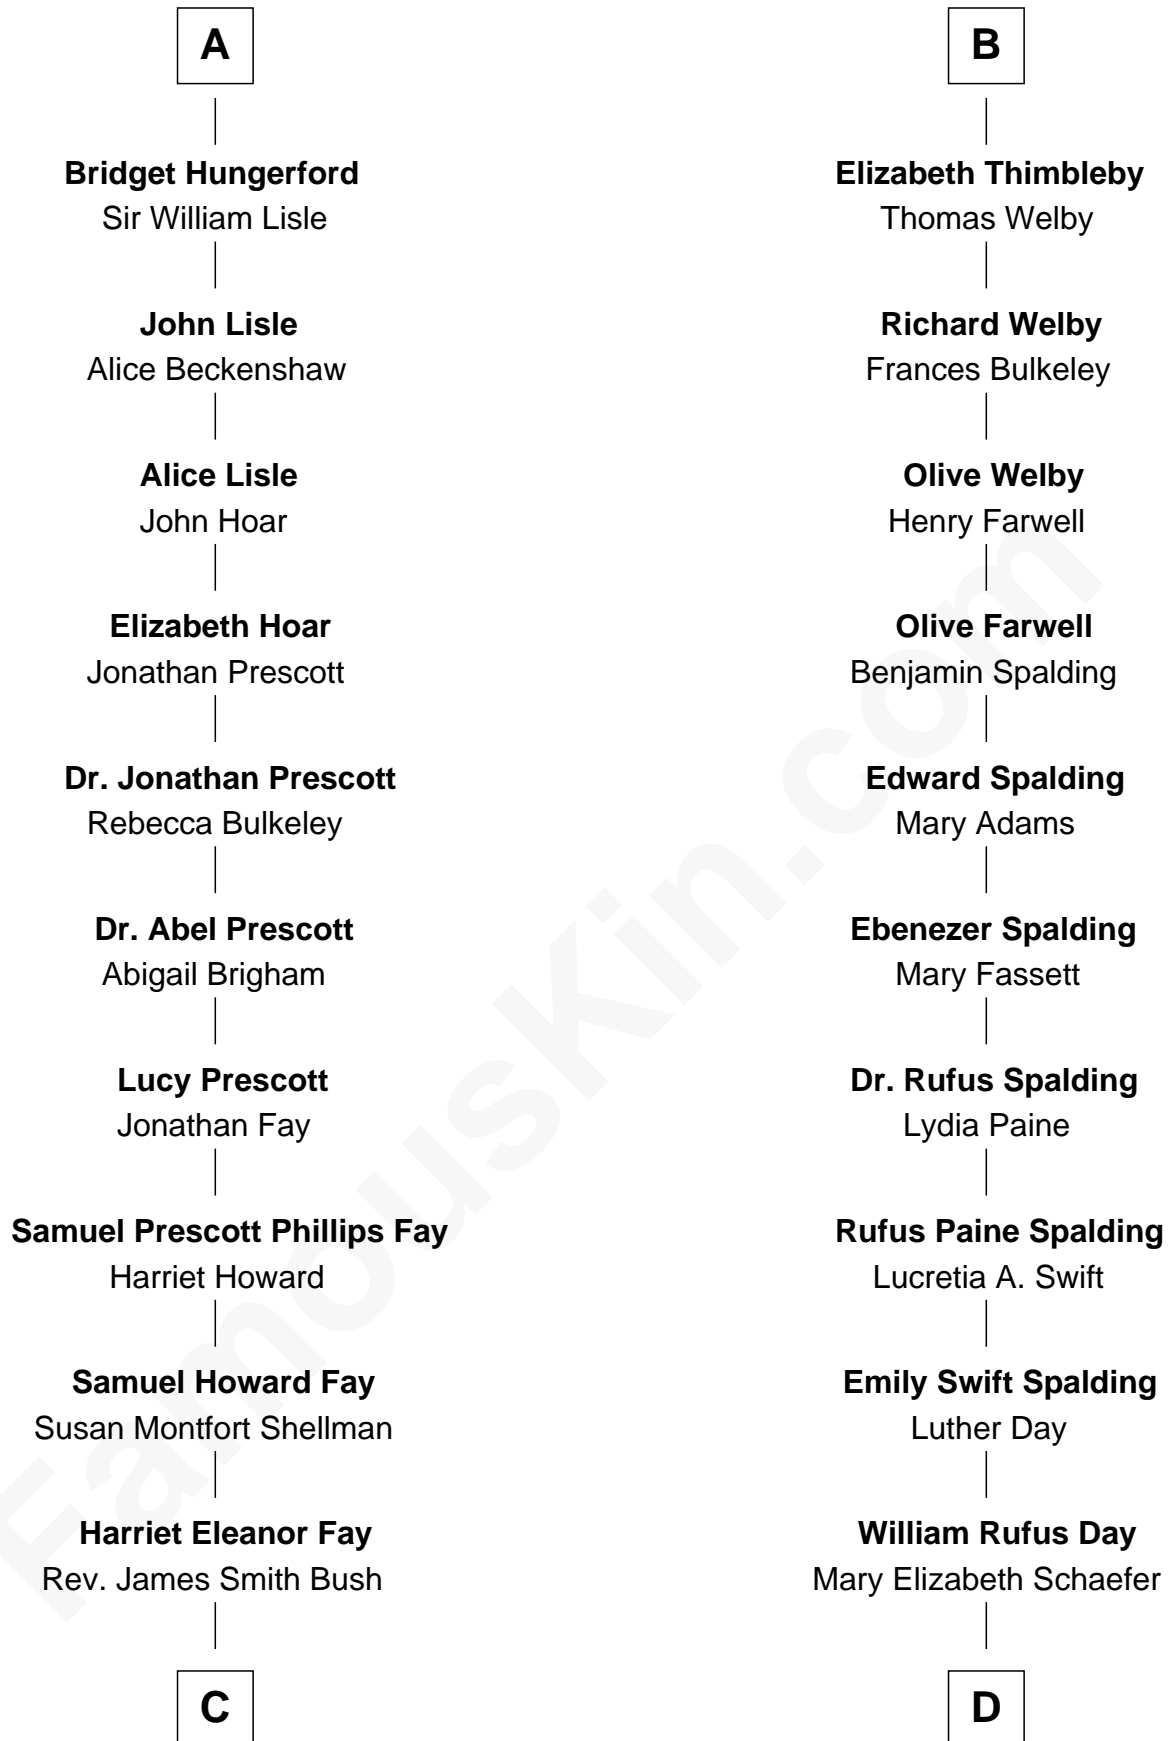 A
Bridget Hungerford
Sir William Lisle
John Lisle
Alice Beckenshaw
Alice Lisle
John Hoar
Elizabeth Hoar
Jonathan Prescott
Dr. Jonathan Prescott
Rebecca Bulkeley
Dr. Abel Prescott
Abigail Brigham
Lucy Prescott
Jonathan Fay
Samuel Prescott Phillips Fay
Harriet Howard
Samuel Howard Fay
Susan Montfort Shellman
Harriet Eleanor Fay
Rev. James Smith Bush
C
B
Elizabeth Thimbleby
Thomas Welby
Richard Welby
Frances Bulkeley
Olive Welby
Henry Farwell
Olive Farwell
Benjamin Spalding
Edward Spalding
Mary Adams
Ebenezer Spalding
Mary Fassett
Dr. Rufus Spalding
Lydia Paine
Rufus Paine Spalding
Lucretia A. Swift
Emily Swift Spalding
Luther Day
William Rufus Day
Mary Elizabeth Schaefer
D
FamousKin.com